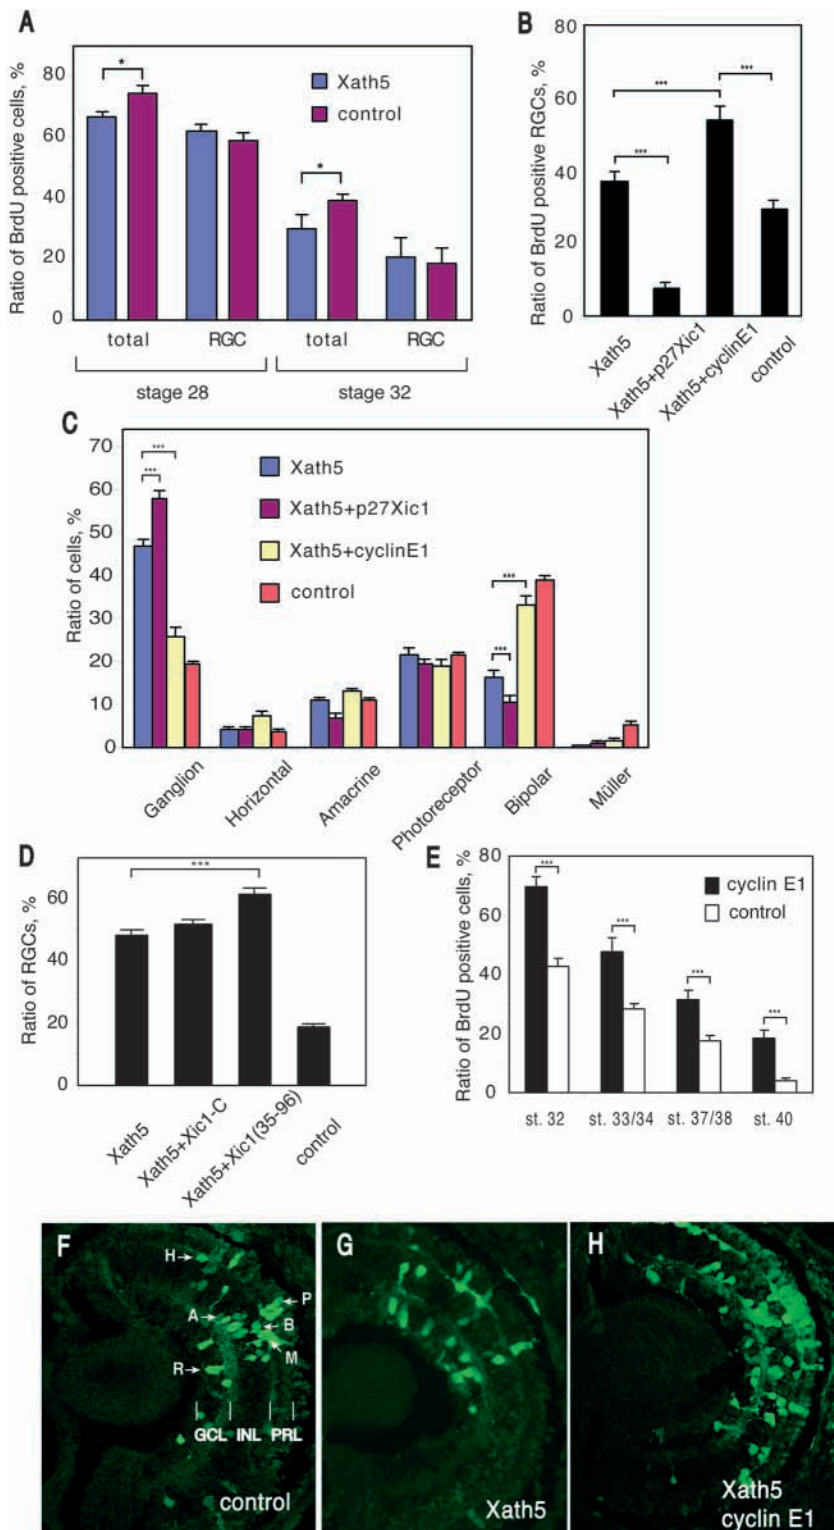 A
Ratio of BrdU positive cells, %
80
60
40
20
0
*
*
Xath5
control
total
RGC
total
RGC
stage 28
stage 32
B
Ratio of BrdU positive RGCs, %
80
60
40
20
0
***
***
***
Xath5
Xath5+p27Xic1
Xath5+cyclinE1
control
C
Ratio of cells, %
70
60
50
40
30
20
10
0
***
***
***
***
Xath5
Xath5+p27Xic1
Xath5+cyclinE1
control
Ganglion
Horizontal
Amacrine
Photoreceptor
Bipolar
Müller
D
Ratio of RGCs, %
60
40
20
0
***
Xath5
Xath5+Xic1-C
Xath5+Xic1(35-96)
control
E
Ratio of BrdU positive cells, %
80
60
40
20
0
***
***
***
***
cyclin E1
control
st. 32
st. 33/34
st. 37/38
st. 40
F
H
P
A
B
M
R
GCL INL PRL
control
G
Xath5
H
Xath5
cyclin E1